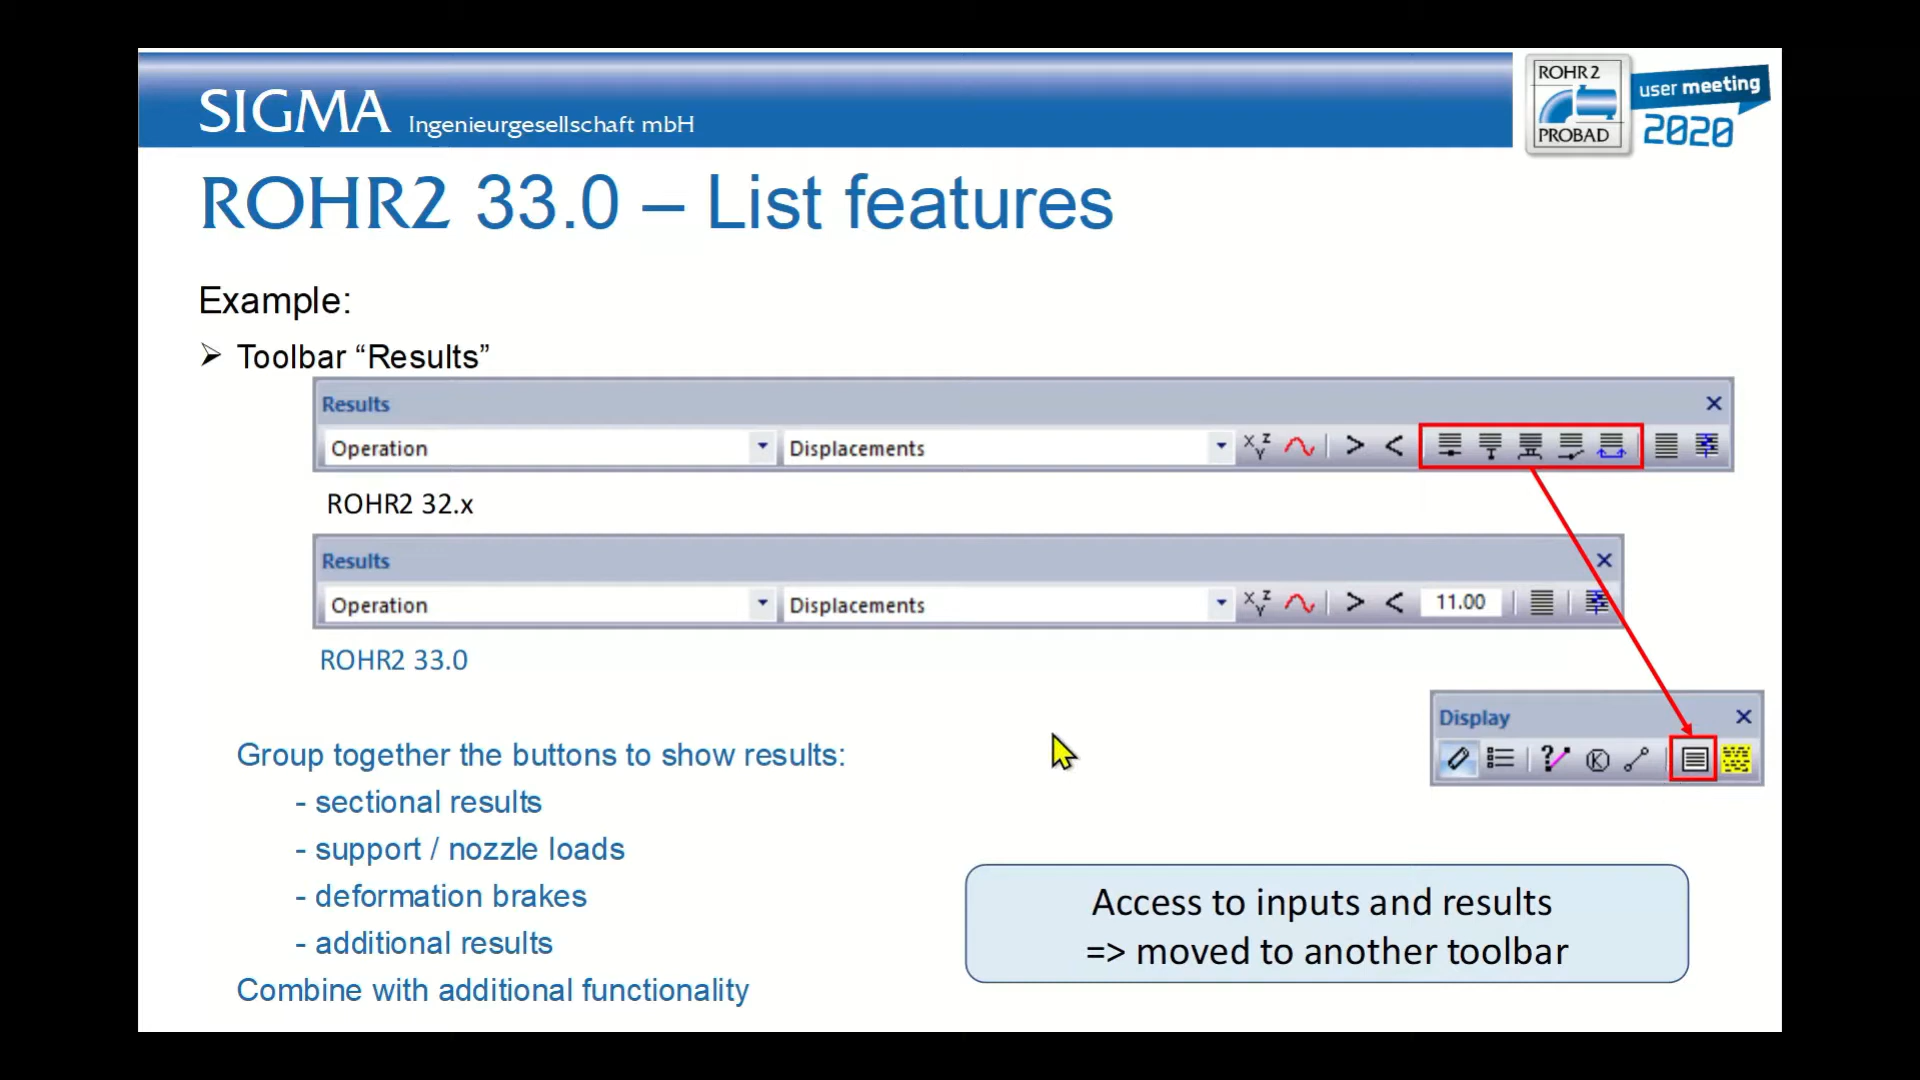 SIGMA Ingenieurgesellschaft mbH
ROHR2
PROBAD
user meeting
2020
ROHR2 33.0 – List features
Example:
➢ Toolbar “Results”
Results
Operation Displacements
ROHR2 32.x
Results
Operation Displacements 11.00
ROHR2 33.0
Display
Group together the buttons to show results:
- sectional results
- support / nozzle loads
- deformation brakes
- additional results
Combine with additional functionality
Access to inputs and results
=> moved to another toolbar